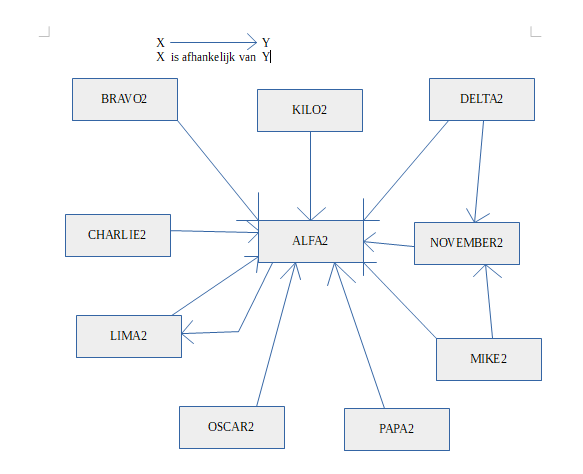 X Y
X is afhankelijk van Y
BRAVO2
KILO2
DELTA2
CHARLIE2
ALFA2
NOVEMBER2
LIMA2
MIKE2
OSCAR2
PAPA2